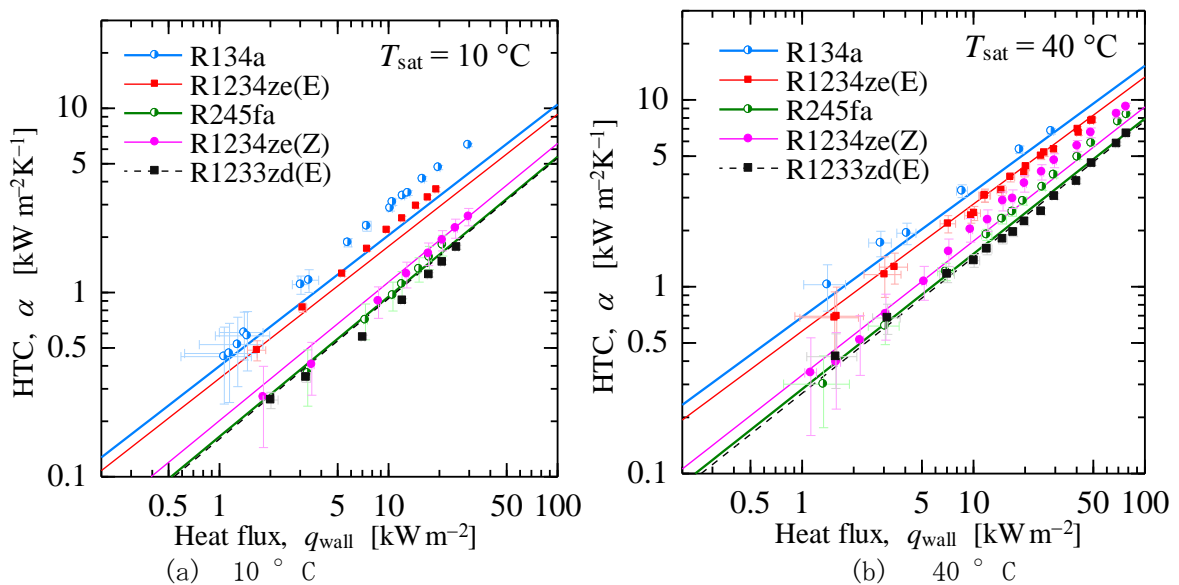 R134a
R1234ze(E)
R245fa
R1234ze(Z)
R1233zd(E)
T_sat = 10 °C
HTC, α [kW m⁻²K⁻¹]
10
1
0.5
0.1
0.5 1 5 10 50 100
Heat flux, q_wall [kW m⁻²]
(a) 10 ° C
R134a
R1234ze(E)
R245fa
R1234ze(Z)
R1233zd(E)
T_sat = 40 °C
HTC, α [kW m⁻²K⁻¹]
10
5
1
0.5
0.1
0.5 1 5 10 50 100
Heat flux, q_wall [kW m⁻²]
(b) 40 ° C